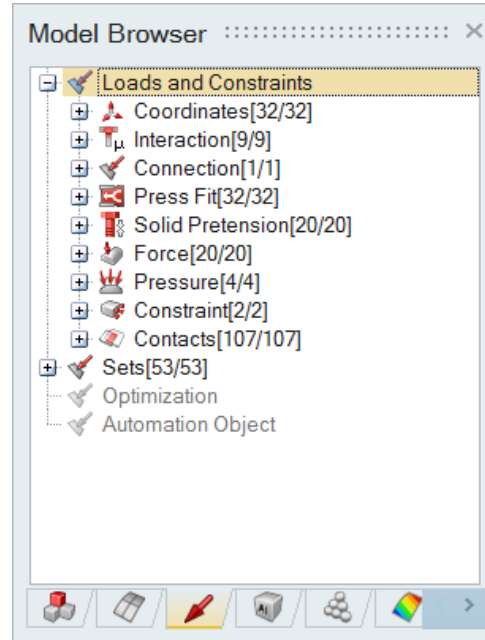 Model Browser
Loads and Constraints
Coordinates[32/32]
Interaction[9/9]
Connection[1/1]
Press Fit[32/32]
Solid Pretension[20/20]
Force[20/20]
Pressure[4/4]
Constraint[2/2]
Contacts[107/107]
Sets[53/53]
Optimization
Automation Object
AI